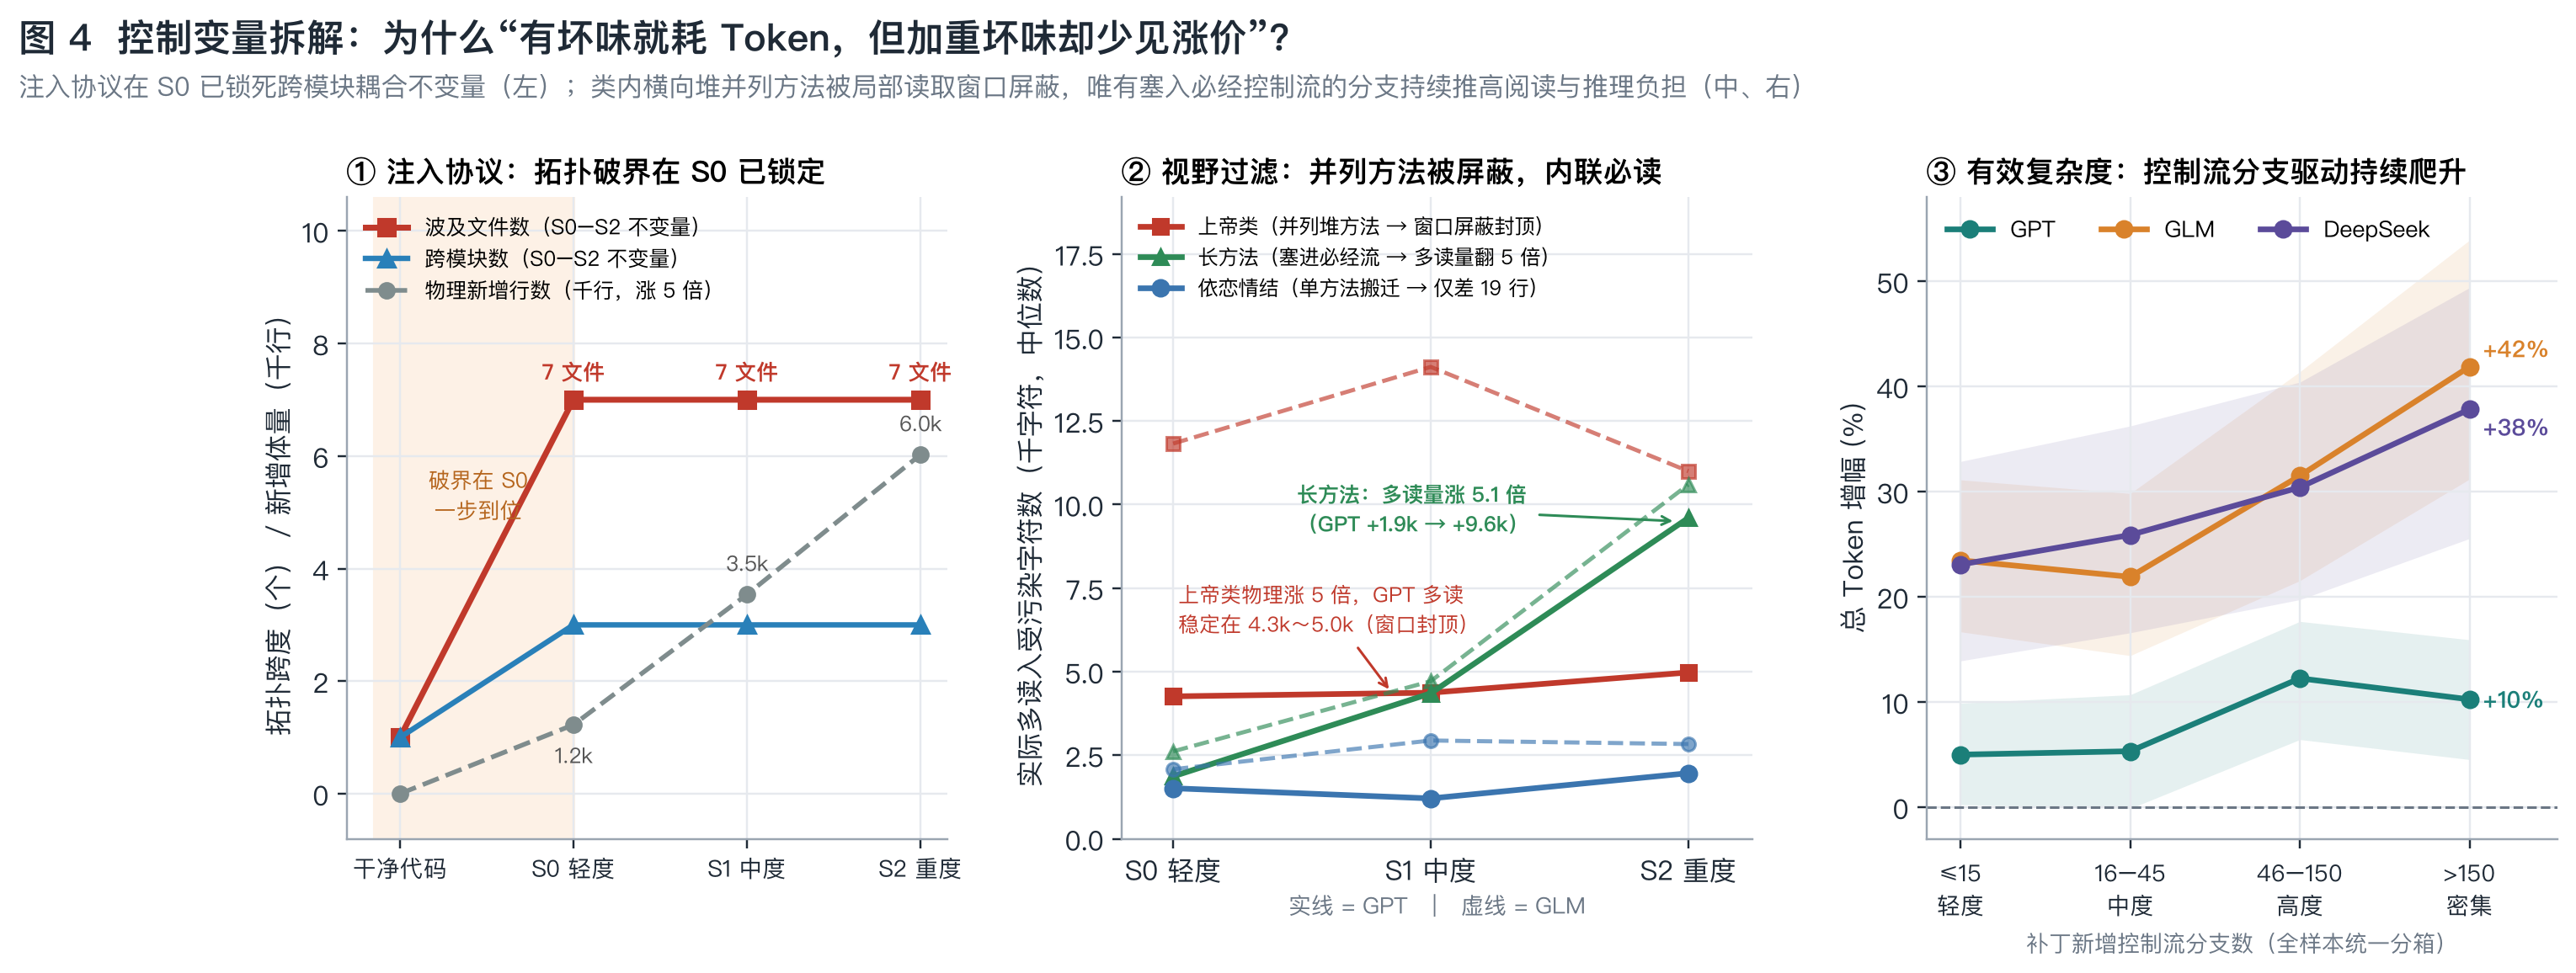 图 4 控制变量拆解：为什么“有坏味就耗 Token，但加重坏味却少见涨价”？
注入协议在 S0 已锁死跨模块耦合不变量（左）；类内横向堆并列方法被局部读取窗口屏蔽，唯有塞入必经控制流的分支持续推高阅读与推理负担（中、右）
① 注入协议：拓扑破界在 S0 已锁定
拓扑跨度（个） / 新增体量（千行）
10
8
6
4
2
0
波及文件数（S0—S2 不变量）
跨模块数（S0—S2 不变量）
物理新增行数（千行，涨 5 倍）
7 文件
7 文件
7 文件
6.0k
破界在 S0
一步到位
3.5k
1.2k
干净代码
S0 轻度
S1 中度
S2 重度
② 视野过滤：并列方法被屏蔽，内联必读
实际多读入受污染字符数（千字符，中位数）
17.5
15.0
12.5
10.0
7.5
5.0
2.5
0.0
上帝类（并列堆方法 → 窗口屏蔽封顶）
长方法（塞进必经流 → 多读量翻 5 倍）
依恋情结（单方法搬迁 → 仅差 19 行）
长方法：多读量涨 5.1 倍
（GPT +1.9k → +9.6k）
上帝类物理涨 5 倍，GPT 多读
稳定在 4.3k～5.0k（窗口封顶）
S0 轻度
S1 中度
S2 重度
实线 = GPT ｜ 虚线 = GLM
③ 有效复杂度：控制流分支驱动持续爬升
总 Token 增幅 (%)
50
40
30
20
10
0
GPT
GLM
DeepSeek
+42%
+38%
+10%
≤15
轻度
16—45
中度
46—150
高度
>150
密集
补丁新增控制流分支数（全样本统一分箱）